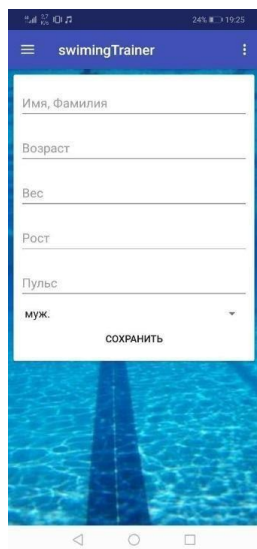 24% 19:25
swimingTrainer
Имя, Фамилия
Возраст
Вес
Рост
Пульс
муж.
СОХРАНИТЬ